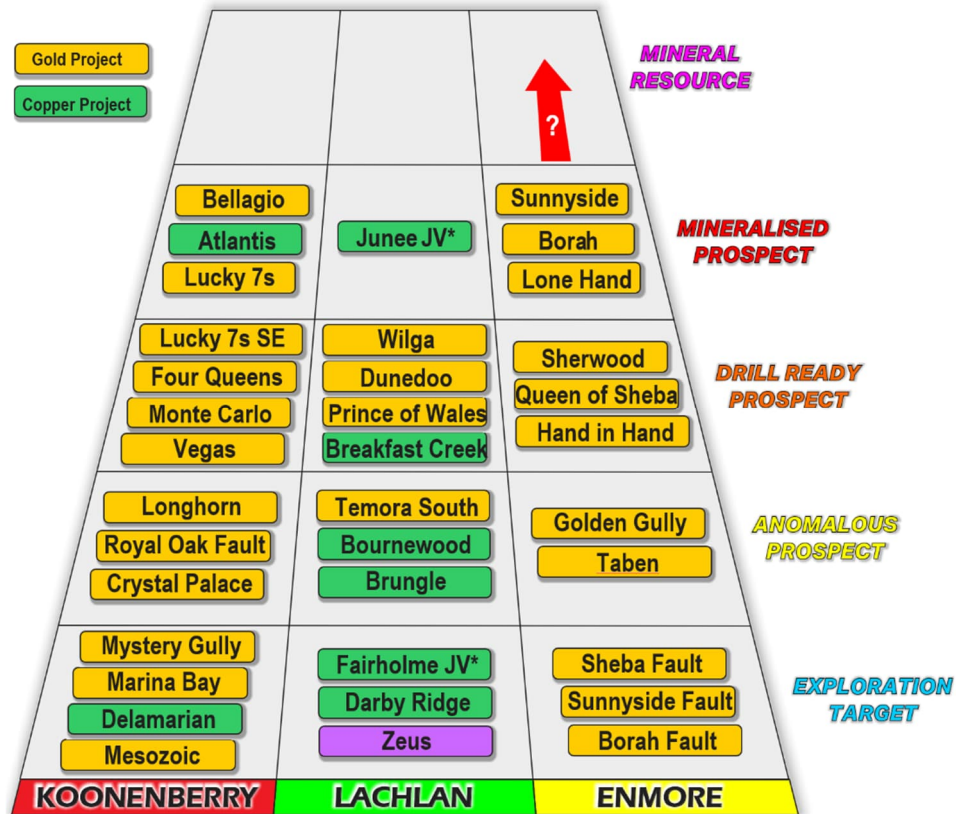 Gold Project
Copper Project
MINERAL
RESOURCE
?
Bellagio
Atlantis
Lucky 7s
Junee JV*
Sunnyside
Borah
Lone Hand
MINERALISED
PROSPECT
Lucky 7s SE
Four Queens
Monte Carlo
Vegas
Wilga
Dunedoo
Prince of Wales
Breakfast Creek
Sherwood
Queen of Sheba
Hand in Hand
DRILL READY
PROSPECT
Longhorn
Royal Oak Fault
Crystal Palace
Temora South
Bournewood
Brungle
Golden Gully
Taben
ANOMALOUS
PROSPECT
Mystery Gully
Marina Bay
Delamarian
Mesozoic
Fairholme JV*
Darby Ridge
Zeus
Sheba Fault
Sunnyside Fault
Borah Fault
EXPLORATION
TARGET
KOONENBERRY
LACHLAN
ENMORE